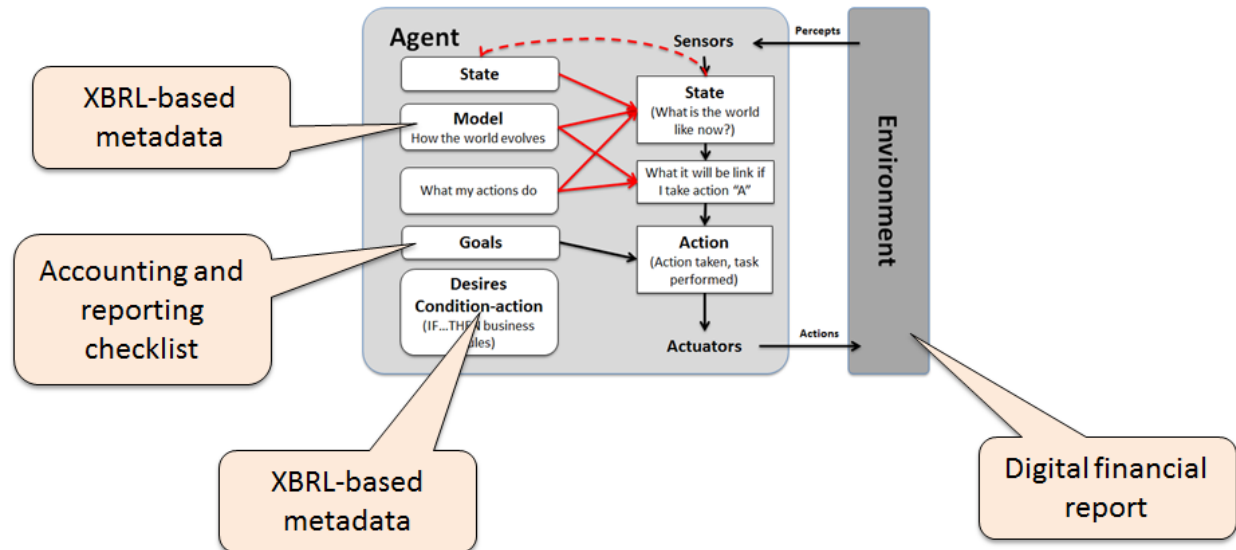 Agent
Sensors
Percepts
State
XBRL-based
metadata
State
(What is the world
like now?)
Model
How the world evolves
What my actions do
What it will be link if
I take action “A”
Environment
Accounting and
reporting
checklist
Goals
Action
(Action taken, task
performed)
Desires
Condition-action
(IF...THEN business
Actuators
Actions
XBRL-based
metadata
Digital financial
report